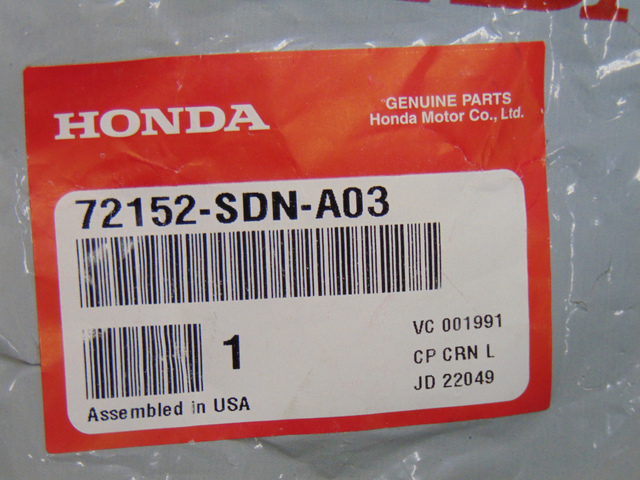 HONDA
GENUINE PARTS
Honda Motor Co., Ltd.
72152-SDN-A03
1
VC 001991
CP CRN L
JD 22049
Assembled in USA